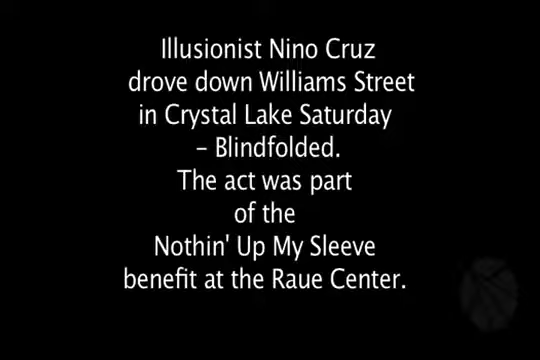 Illusionist Nino Cruz
drove down Williams Street
in Crystal Lake Saturday
– Blindfolded.
The act was part
of the
Nothin' Up My Sleeve
benefit at the Raue Center.